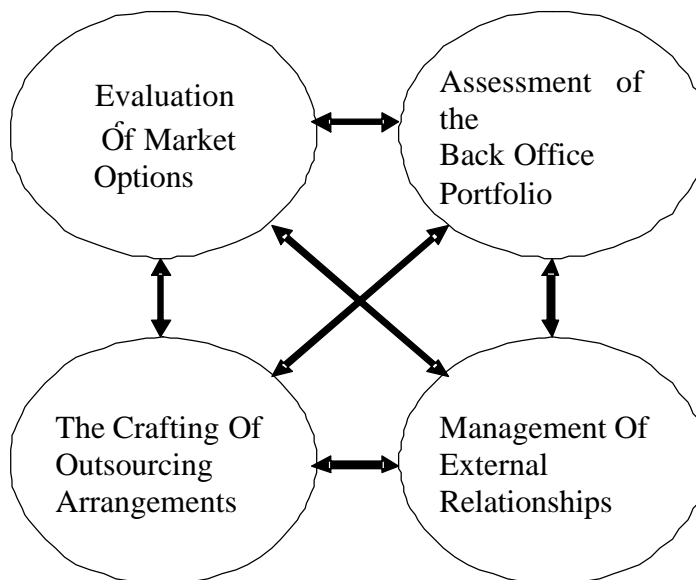 Evaluation
Of Market
Options
Assessment of
the
Back Office
Portfolio
The Crafting Of
Outsourcing
Arrangements
Management Of
External
Relationships